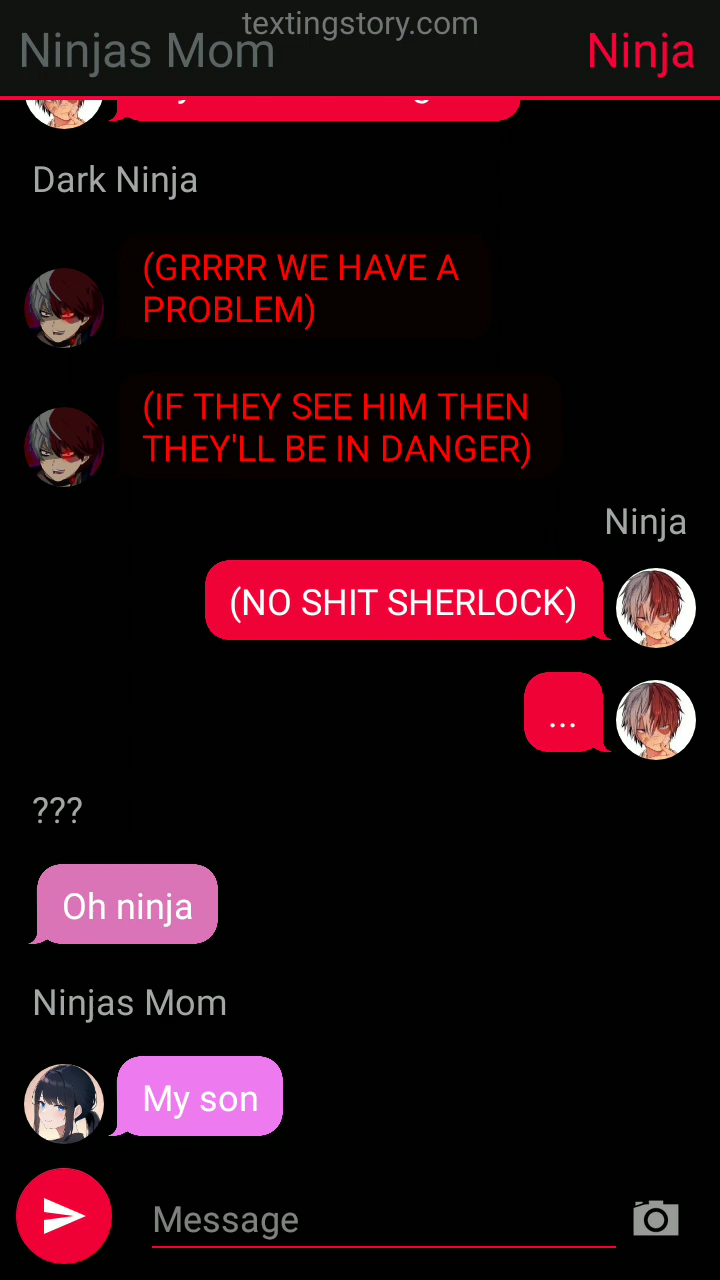 textingstory.com
Ninjas Mom
Ninja
Dark Ninja
(GRRRR WE HAVE A
PROBLEM)
(IF THEY SEE HIM THEN
THEY'LL BE IN DANGER)
Ninja
(NO SHIT SHERLOCK)
...
???
Oh ninja
Ninjas Mom
My son
Message